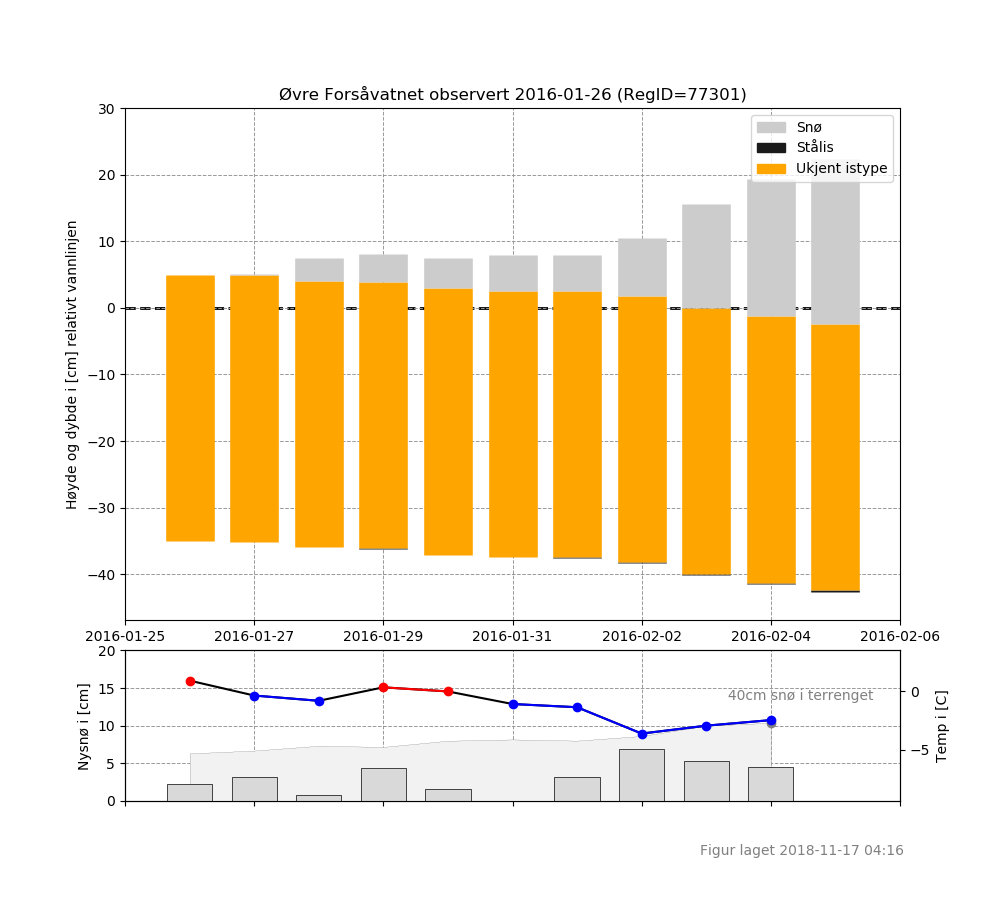 Øvre Forsåvatnet observert 2016-01-26 (RegID=77301)
Høyde og dybde i [cm] relativt vannlinjen
30
20
10
0
−10
−20
−30
−40
Snø
Stålis
Ukjent istype
2016-01-25 2016-01-27 2016-01-29 2016-01-31 2016-02-02 2016-02-04 2016-02-06
Nysnø i [cm]
20
15
10
5
0
40cm snø i terrenget
0
−5
Temp i [C]
Figur laget 2018-11-17 04:16